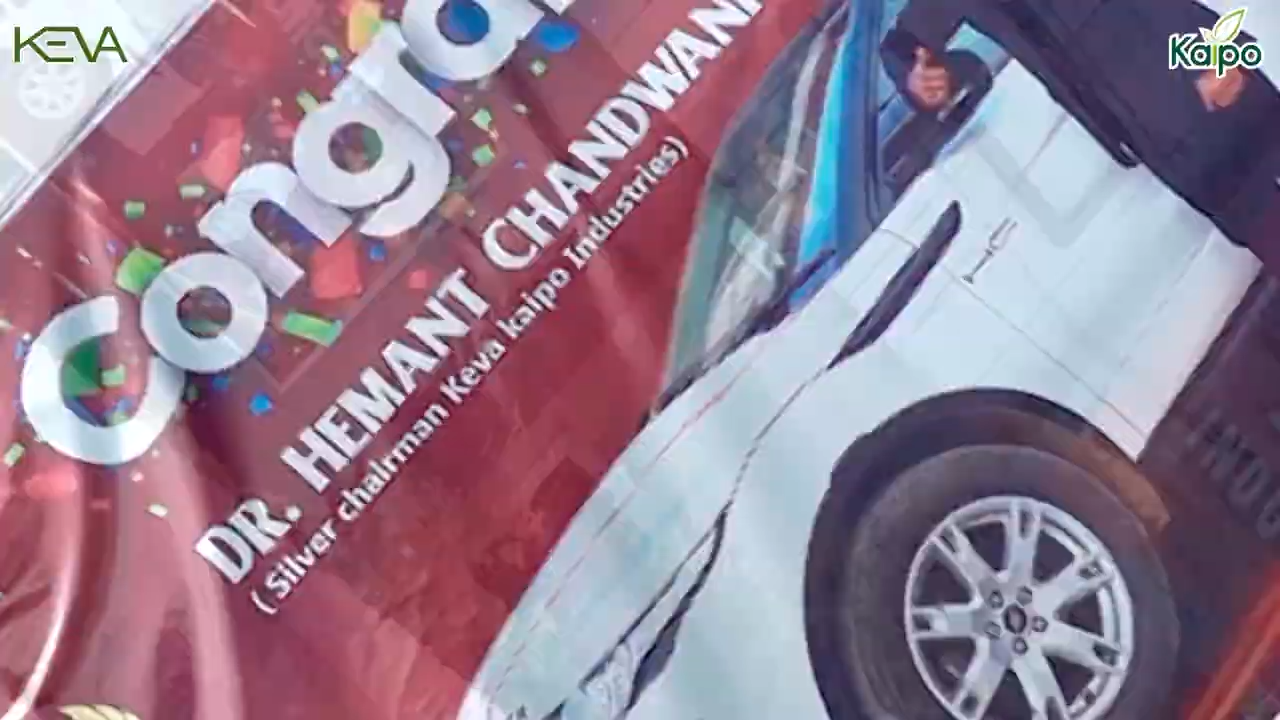 KEVA
Kaipo
Congra
DR. HEMANT CHANDWANI
( Silver chairman Keva kaipo Industries)